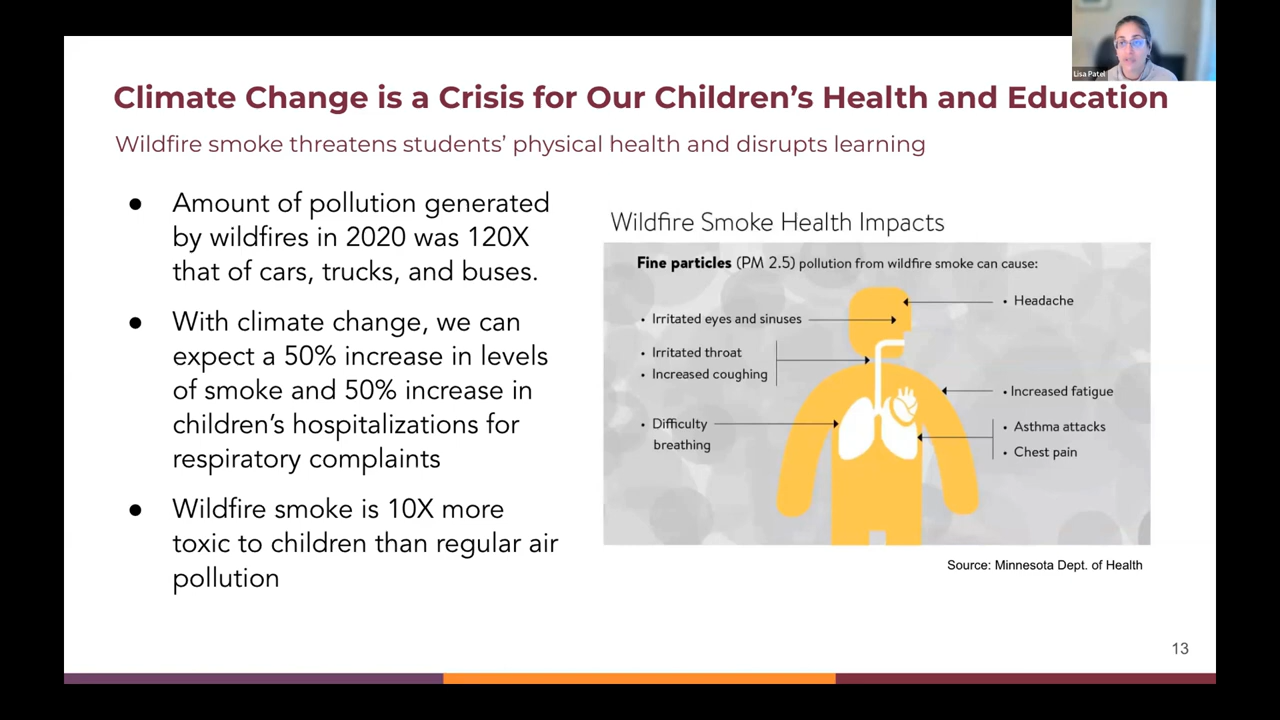 Lisa Patel
Climate Change is a Crisis for Our Children's Health and Education
Wildfire smoke threatens students' physical health and disrupts learning
● Amount of pollution generated
by wildfires in 2020 was 120X
that of cars, trucks, and buses.
● With climate change, we can
expect a 50% increase in levels
of smoke and 50% increase in
children's hospitalizations for
respiratory complaints
● Wildfire smoke is 10X more
toxic to children than regular air
pollution
Wildfire Smoke Health Impacts
Fine particles (PM 2.5) pollution from wildfire smoke can cause:
• Irritated eyes and sinuses
• Irritated throat
• Increased coughing
• Difficulty
breathing
• Headache
• Increased fatigue
• Asthma attacks
• Chest pain
Source: Minnesota Dept. of Health
13